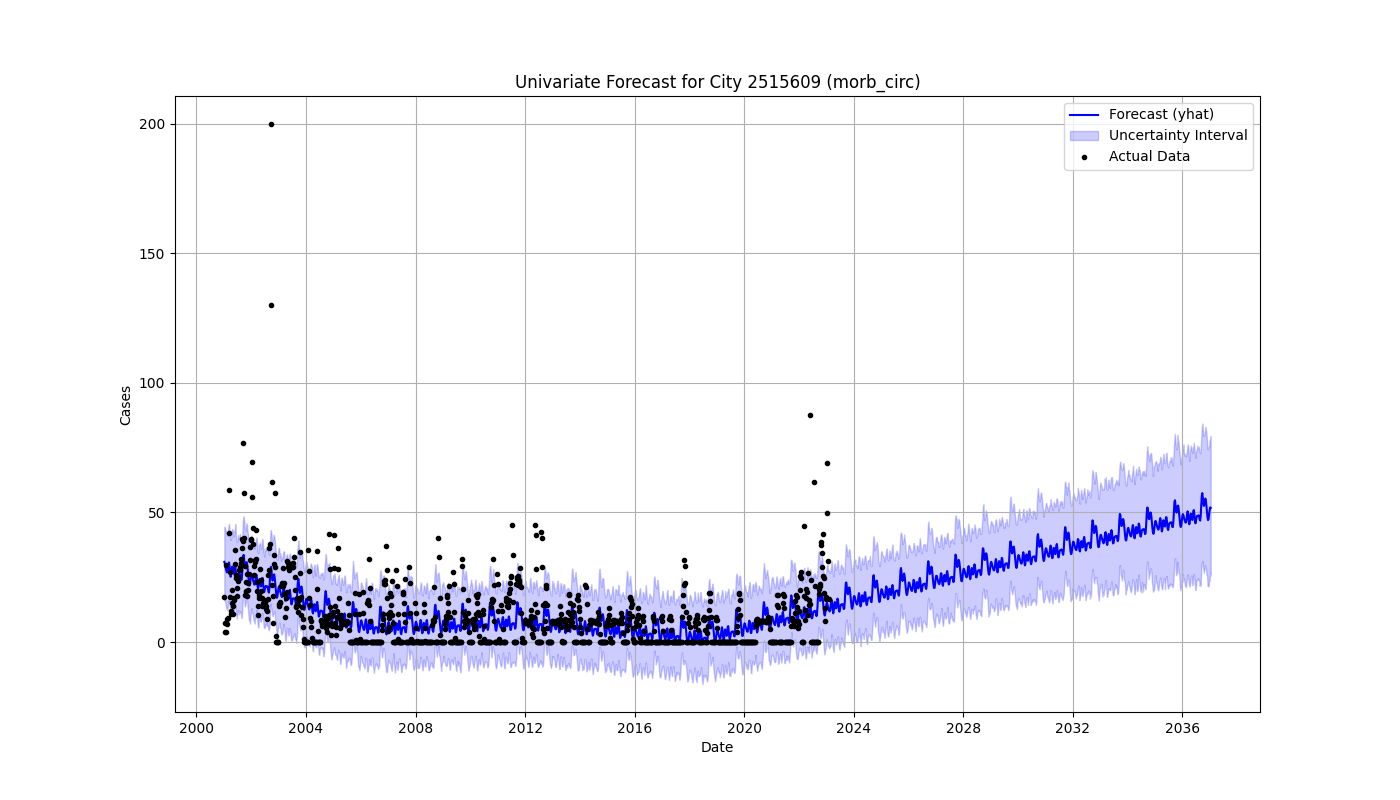 Univariate Forecast for City 2515609 (morb_circ)
Forecast (yhat)
Uncertainty Interval
Actual Data
200
150
100
50
0
Cases
2000 2004 2008 2012 2016 2020 2024 2028 2032 2036
Date